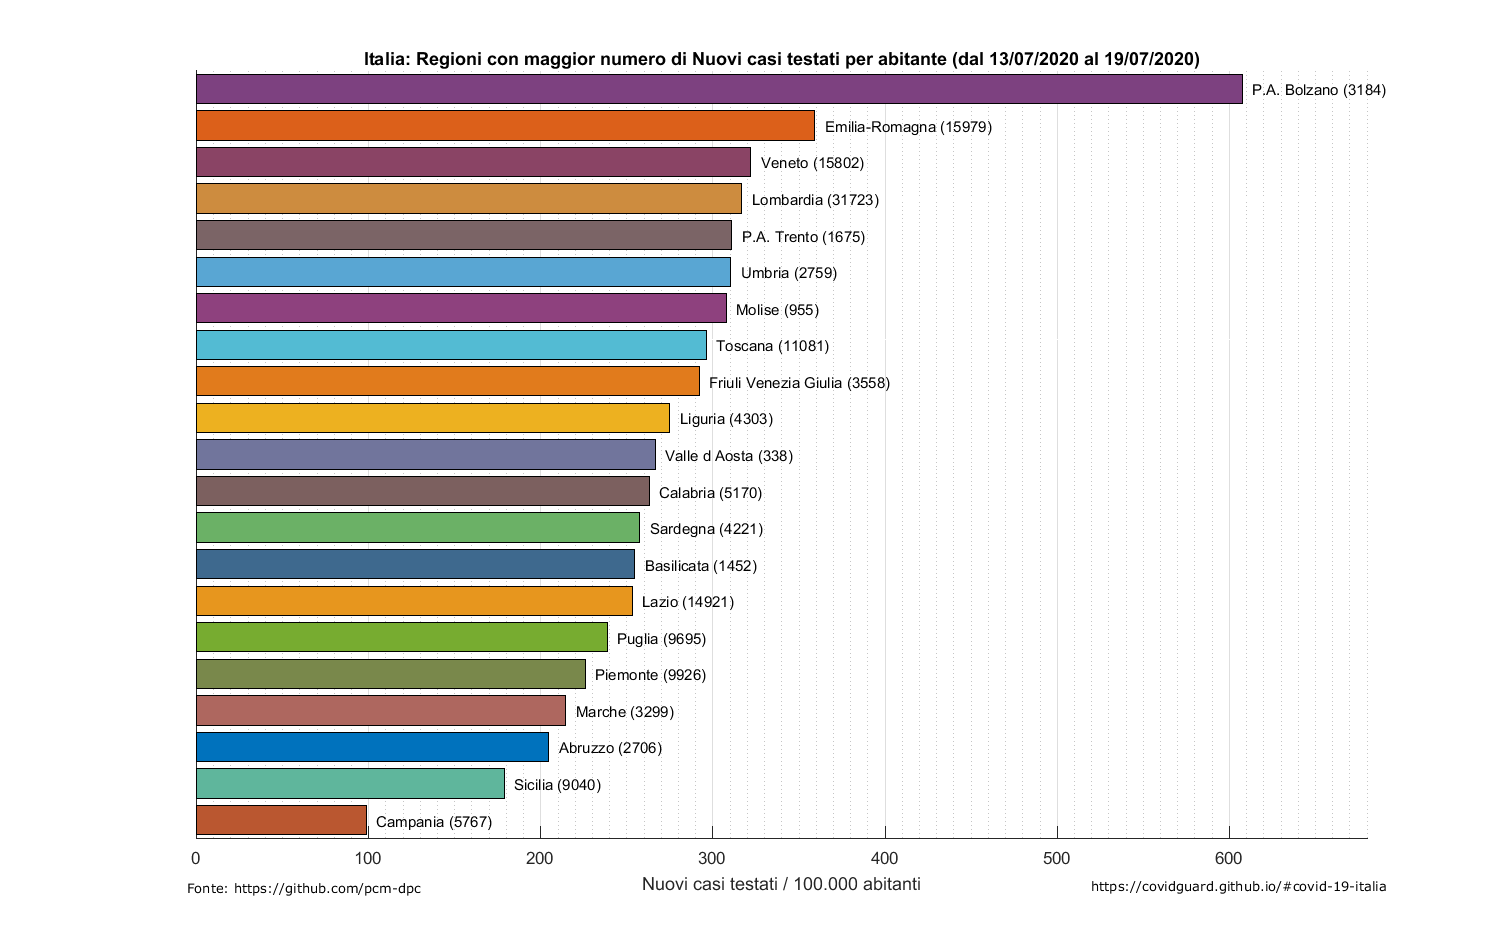 Italia: Regioni con maggior numero di Nuovi casi testati per abitante (dal 13/07/2020 al 19/07/2020)
P.A. Bolzano (3184)
Emilia-Romagna (15979)
Veneto (15802)
Lombardia (31723)
P.A. Trento (1675)
Umbria (2759)
Molise (955)
Toscana (11081)
Friuli Venezia Giulia (3558)
Liguria (4303)
Valle d Aosta (338)
Calabria (5170)
Sardegna (4221)
Basilicata (1452)
Lazio (14921)
Puglia (9695)
Piemonte (9926)
Marche (3299)
Abruzzo (2706)
Sicilia (9040)
Campania (5767)
0 100 200 300 400 500 600
Nuovi casi testati / 100.000 abitanti
Fonte: https://github.com/pcm-dpc
https://covidguard.github.io/#covid-19-italia